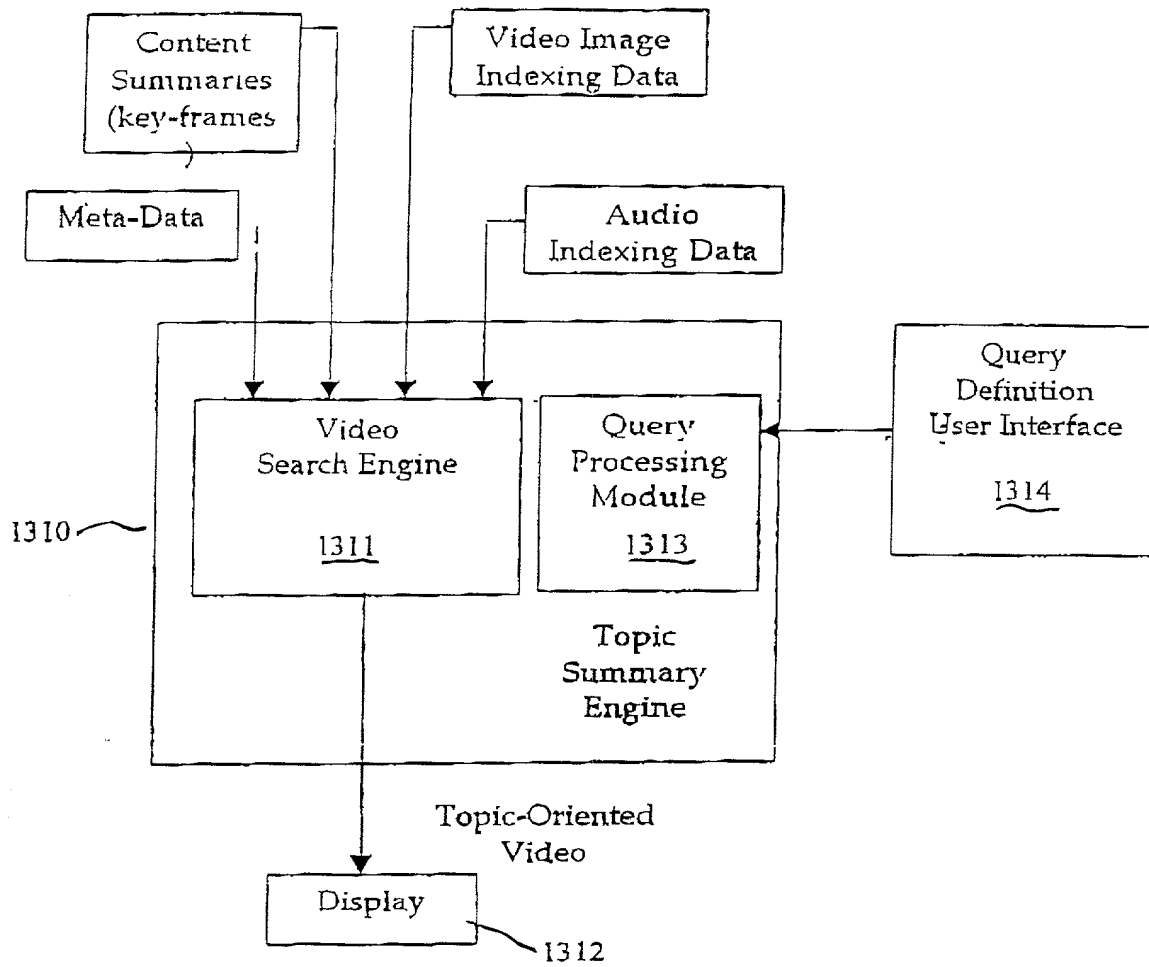 Content
Summaries
(key-frames
)
Video Image
Indexing Data
Meta-Data
Audio
Indexing Data
Video
Search Engine
1311
Query
Processing
Module
1313
Query
Definition
User Interface
1314
1310
Topic
Summary
Engine
Topic-Oriented
Video
Display
1312